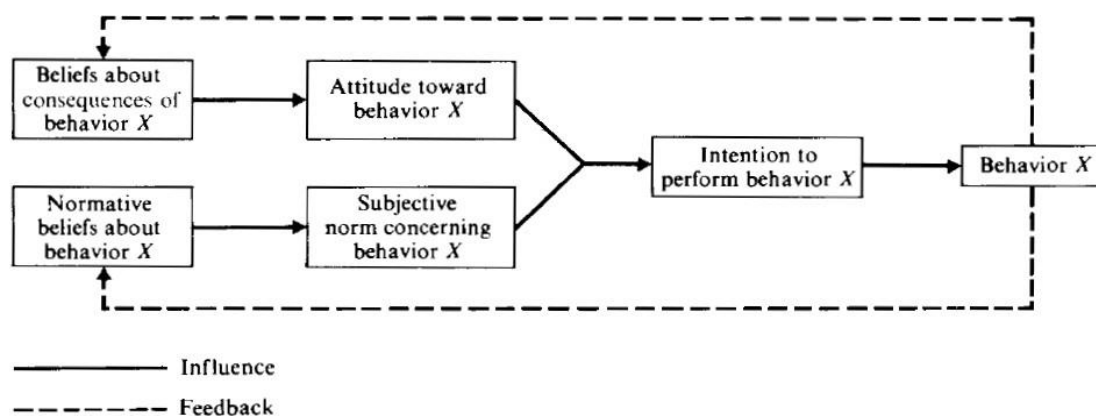 Beliefs about
consequences of
behavior X
Attitude toward
behavior X
Intention to
perform behavior X
Behavior X
Normative
beliefs about
behavior X
Subjective
norm concerning
behavior X
Influence
Feedback